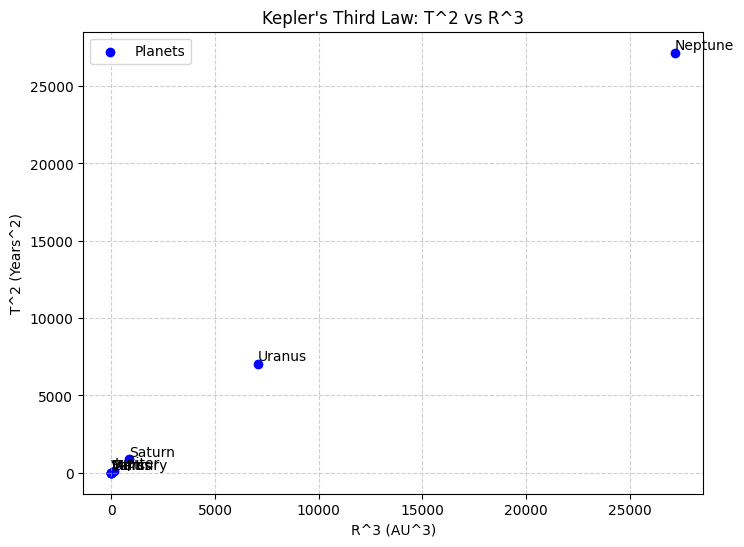 Kepler's Third Law: T^2 vs R^3
Planets
Neptune
Uranus
Saturn
T^2 (Years^2)
25000
20000
15000
10000
5000
0
0
5000
10000
15000
20000
25000
R^3 (AU^3)